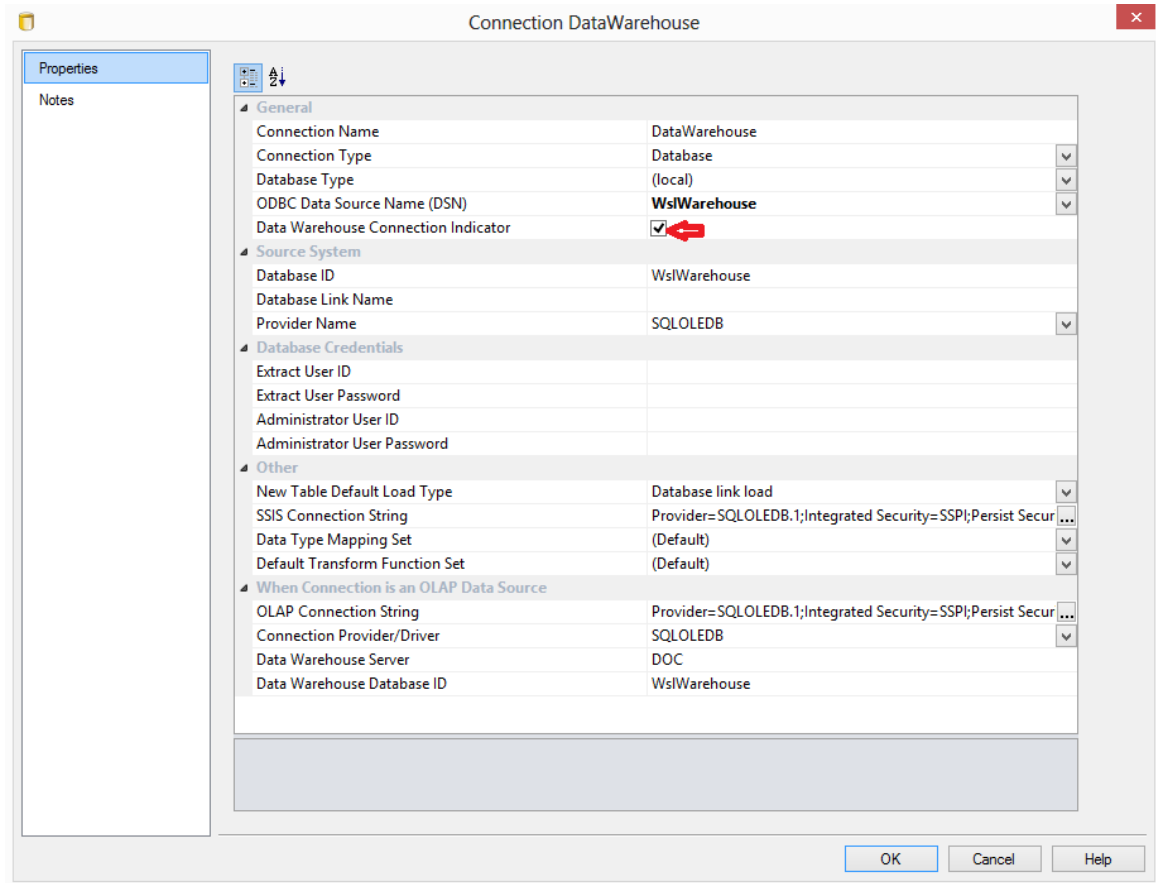 Connection DataWarehouse
Properties
Notes
General
Connection Name DataWarehouse
Connection Type Database
Database Type (local)
ODBC Data Source Name (DSN) WslWarehouse
Data Warehouse Connection Indicator
Source System
Database ID WslWarehouse
Database Link Name
Provider Name SQLOLEDB
Database Credentials
Extract User ID
Extract User Password
Administrator User ID
Administrator User Password
Other
New Table Default Load Type Database link load
SSIS Connection String Provider=SQLOLEDB.1;Integrated Security=SSPI;Persist Secur ...
Data Type Mapping Set (Default)
Default Transform Function Set (Default)
When Connection is an OLAP Data Source
OLAP Connection String Provider=SQLOLEDB.1;Integrated Security=SSPI;Persist Secur ...
Connection Provider/Driver SQLOLEDB
Data Warehouse Server DOC
Data Warehouse Database ID WslWarehouse
OK Cancel Help